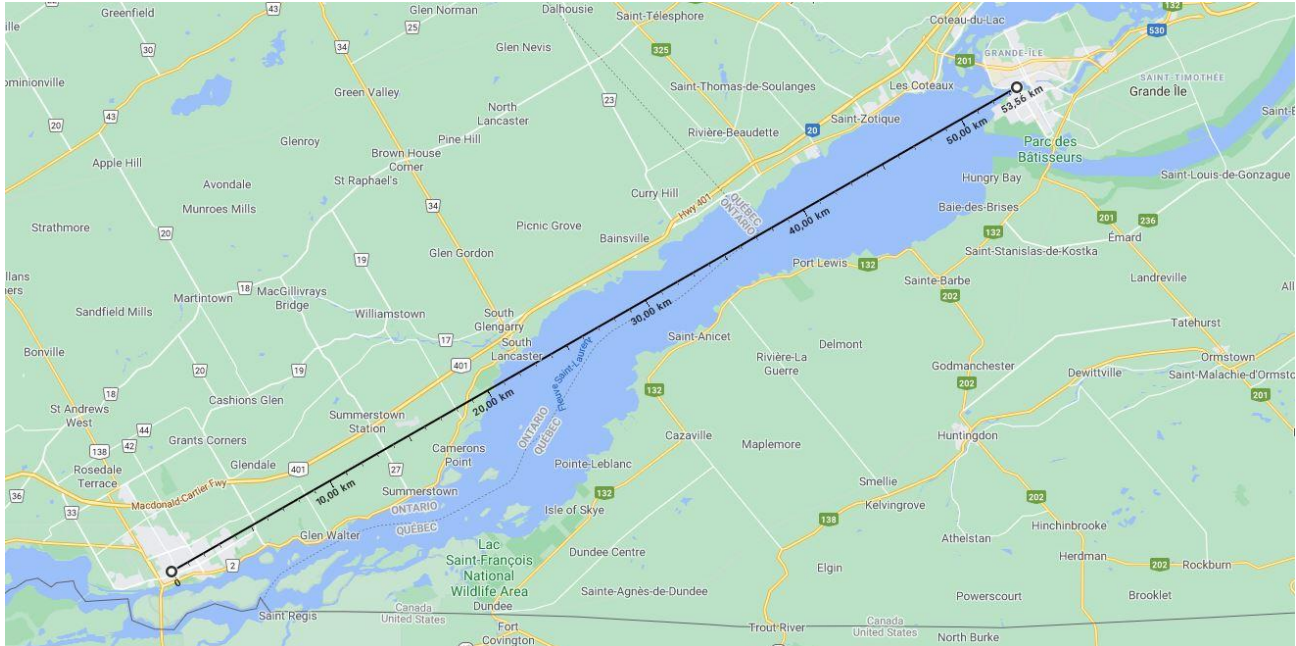 Greenfield
43
Glen Norman
Dalhousie
Saint-Télesphore
Coteau-du-Lac
132
30
34
25
Glen Nevis
325
530
43
34
201
GRANDE-ÎLE
ominionville
Green Valley
Saint-Thomas-de-Soulanges
Les Coteaux
SAINT-TIMOTHÉE
Grande Île
23
53,56 km
20
43
North
Lancaster
Saint-Zotique
50,00 km
Glenroy
Pine Hill
Rivière-Beaudette
20
Parc des
Bâtisseurs
Apple Hill
Brown House
Corner
Avondale
St Raphael's
Hungry Bay
Saint-Louis-de-Gonzague
Munroes Mills
Curry Hill
34
Hwy 401
QUÉBEC
ONTARIO
40,00 km
Baie-des-Brises
201
236
Strathmore
20
Picnic Grove
Bainsville
132
Émard
Glen Gordon
Saint-Stanislas-de-Kostka
19
Port Lewis
132
Sainte-Barbe
Landreville
18
MacGillivrays
Bridge
Martintown
202
Sandfield Mills
Williamstown
South
Glengarry
30,00 km
Tatehurst
17
Saint-Anicet
Delmont
Bonville
South
Lancaster
Fleuve Saint-Laurent
Rivière-La
Guerre
Ormstown
401
Godmanchester
Dewittville
Saint-Malachie-d'Ormsto
20
19
202
201
18
132
St Andrews
West
Cashions Glen
20,00 km
Summerstown
Station
44
ONTARIO
QUÉBEC
138
42
Grants Corners
Cazaville
Maplemore
Huntingdon
Camerons
Point
Rosedale
Terrace
Glendale
401
27
Pointe-Leblanc
36
Macdonald-Cartier Fwy
10,00 km
Summerstown
132
Smellie
202
33
ONTARIO
QUÉBEC
Isle of Skye
Kelvingrove
138
Hinchinbrooke
Glen Walter
Athelstan
Lac
Saint-François
National
Wildlife Area
Dundee Centre
Herdman
202
Rockburn
2
0
Elgin
Sainte-Agnès-de-Dundee
Powerscourt
Brooklet
Saint Regis
Canada
United States
Dundee
Fort
Covington
Trout River
Canada
United States
North Burke